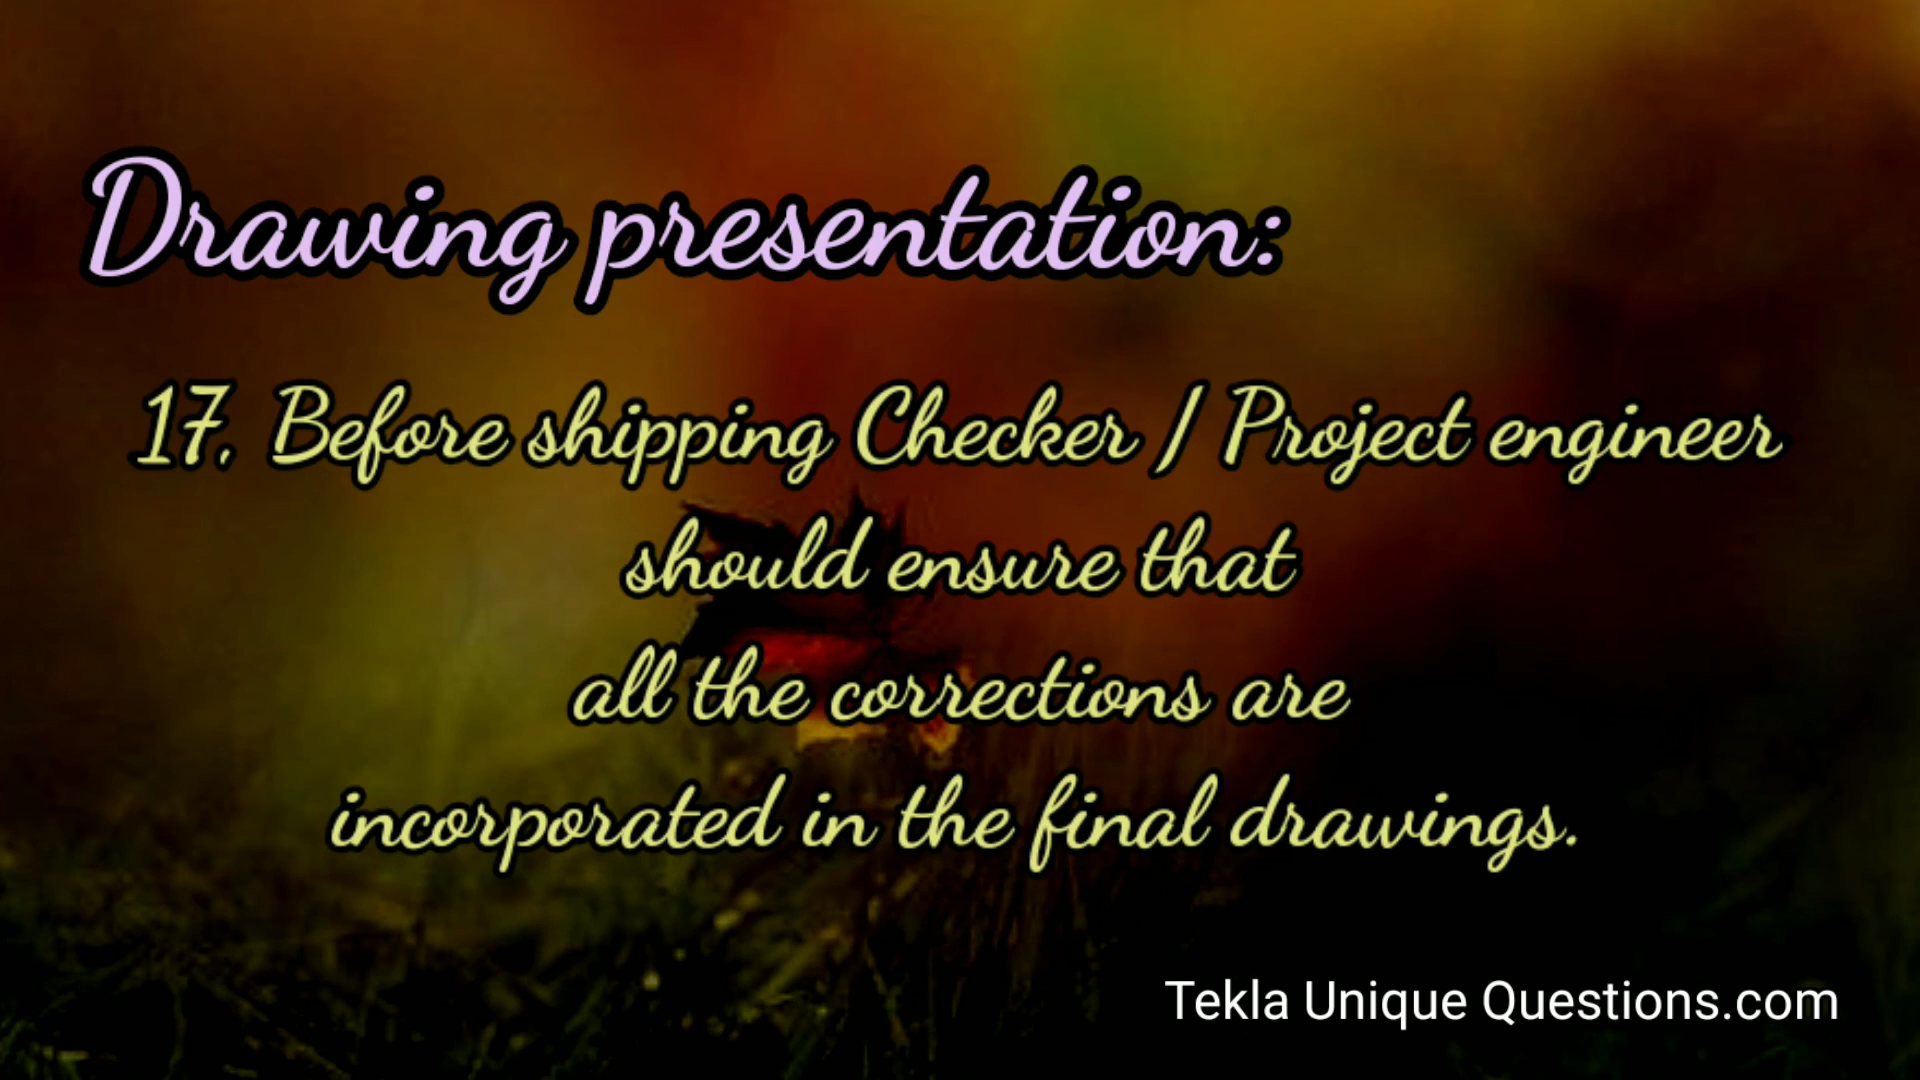 Drawing presentation:
17. Before shipping Checker / Project engineer
should ensure that
all the corrections are
incorporated in the final drawings.
Tekla Unique Questions.com